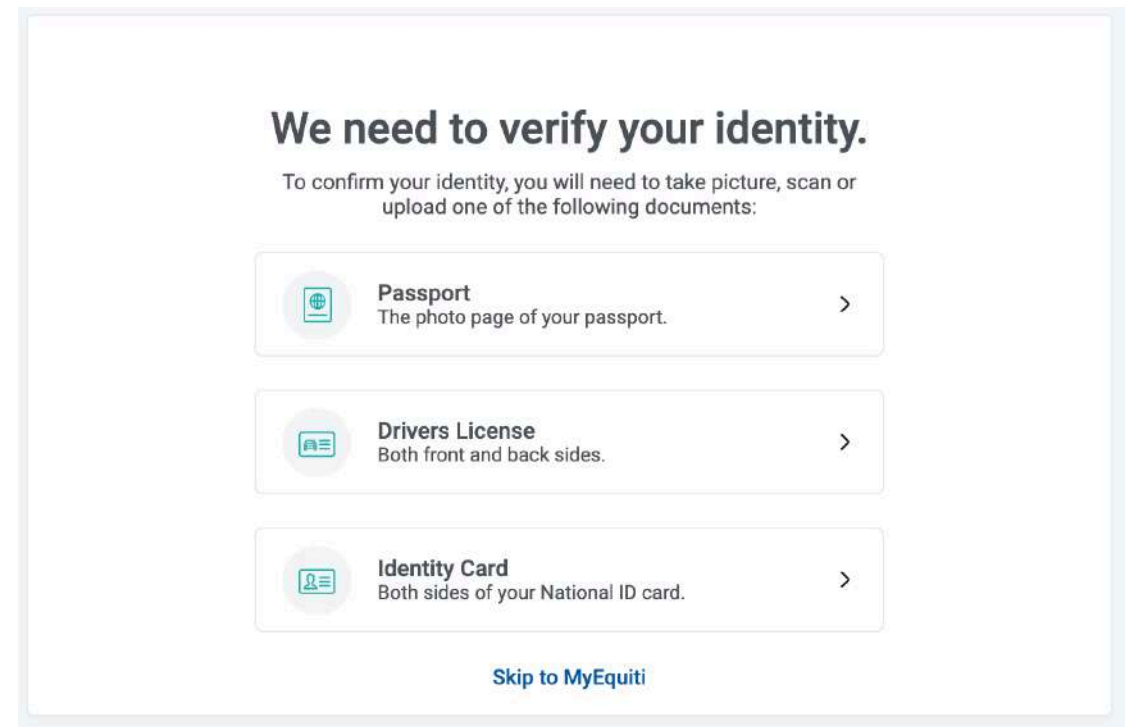 We need to verify your identity.
To confirm your identity, you will need to take picture, scan or
upload one of the following documents:
Passport
The photo page of your passport.
Drivers License
Both front and back sides.
Identity Card
Both sides of your National ID card.
Skip to MyEquiti